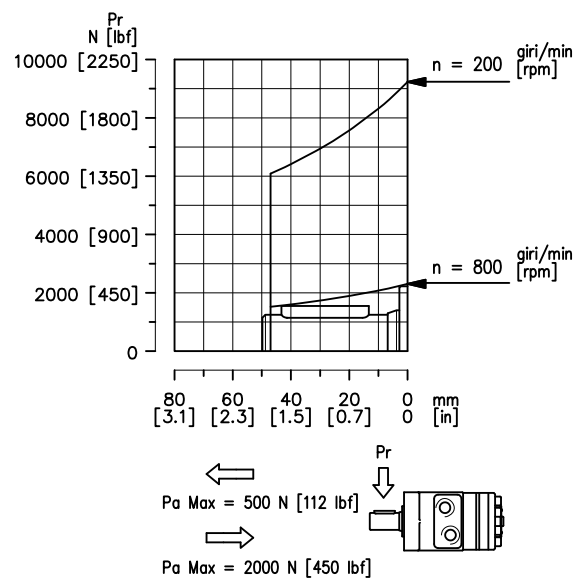 Pr
N [lbf]
10000 [2250]
8000 [1800]
6000 [1350]
4000 [900]
2000 [450]
0
n = 200 giri/min [rpm]
n = 800 giri/min [rpm]
80 60 40 20 0 mm
[3.1] [2.3] [1.5] [0.7] 0 [in]
Pr
Pa Max = 500 N [112 lbf]
Pa Max = 2000 N [450 lbf]